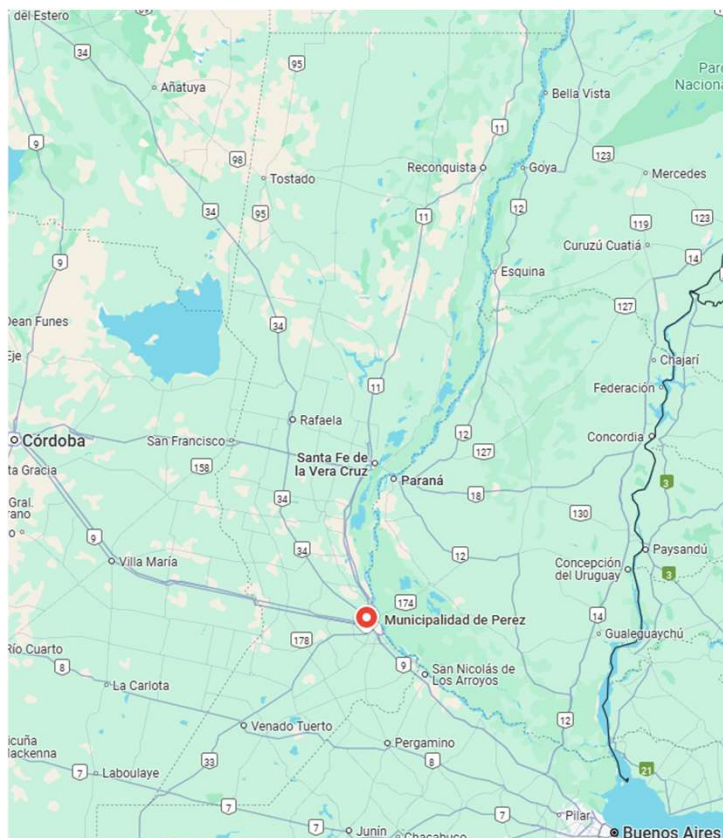 del Estero
64
34
95
Añatuya
Bella Vista
Parc
Naciona
9
11
98
Tostado
Reconquista
Goya
123
Mercedes
34
95
11
12
119
123
Curuzú Cuatiá
14
9
Esquina
127
Dean Funes
Eje
34
Chajarí
11
Federación
Rafaela
Córdoba
San Francisco
12
Concordia
ta Gracia
158
Santa Fe de
la Vera Cruz
127
Paraná
3
Gral.
rano
34
18
130
9
34
12
Paysandú
Villa María
Concepción
del Uruguay
3
174
14
Municipalidad de Perez
178
Gualeguaychú
Río Cuarto
9
8
San Nicolás de
Los Arroyos
La Carlota
12
Venado Tuerto
icuña
Mackenna
33
Pergamino
8
21
7
Laboulaye
7
7
Pilar
Junín
Chacabuco
Buenos Aires